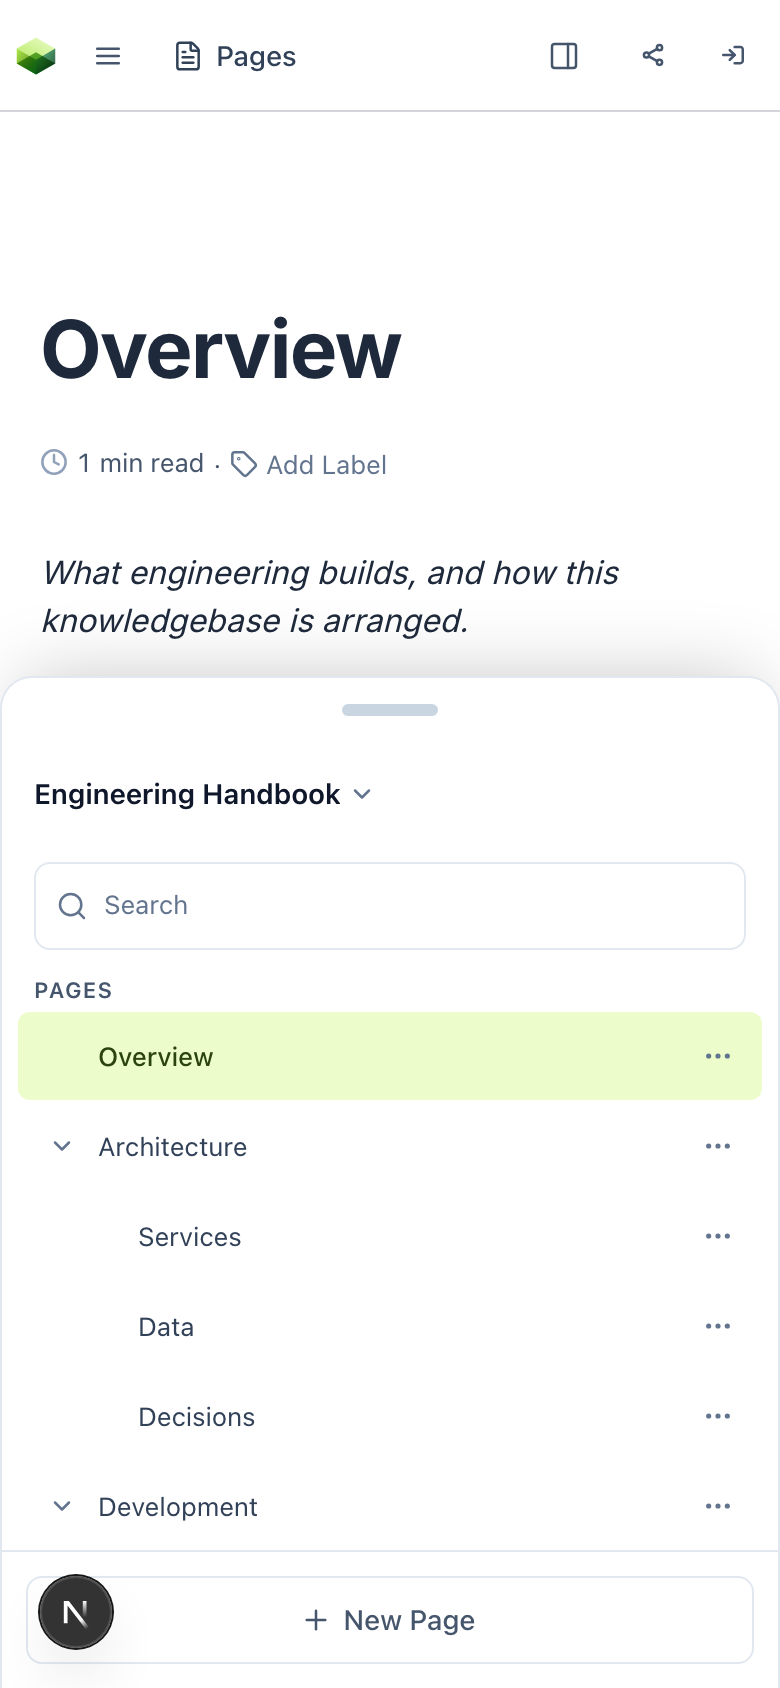 Pages
Overview
1 min read · Add Label
What engineering builds, and how this
knowledgebase is arranged.
Engineering Handbook
Search
PAGES
Overview
Architecture
Services
Data
Decisions
Development
N
New Page